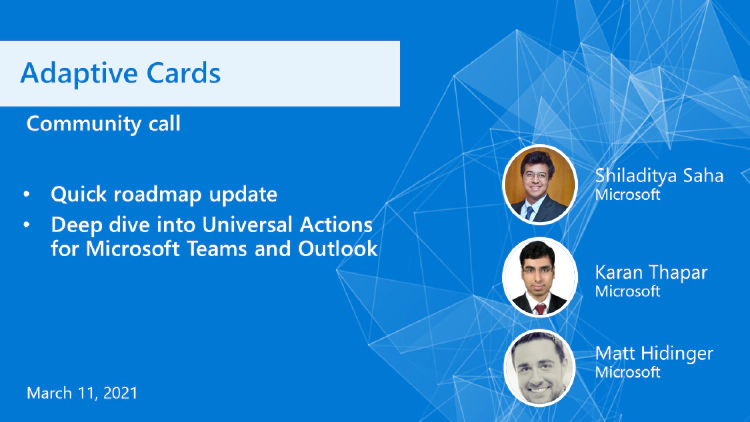 Adaptive Cards
Community call
• Quick roadmap update
• Deep dive into Universal Actions
for Microsoft Teams and Outlook
Shiladitya Saha
Microsoft
Karan Thapar
Microsoft
Matt Hidinger
Microsoft
March 11, 2021